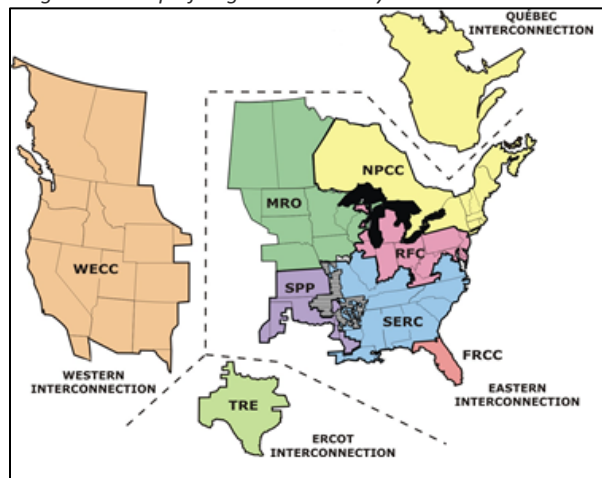 QUÉBEC
INTERCONNECTION
NPCC
MRO
RFC
WECC
SPP
SERC
FRCC
WESTERN
INTERCONNECTION
EASTERN
INTERCONNECTION
TRE
ERCOT
INTERCONNECTION